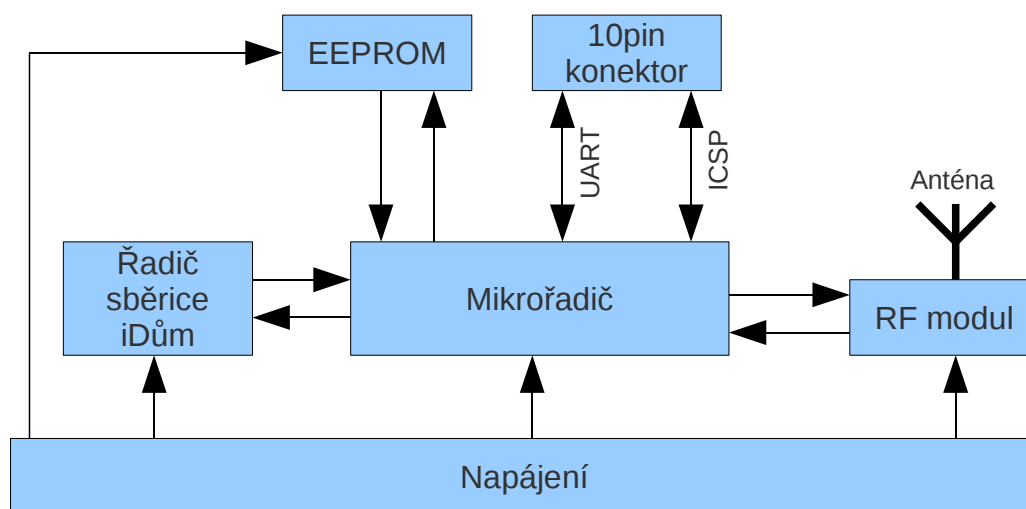 EEPROM
10pin
konektor
UART
ICSP
Anténa
Řadič
sběrice
iDům
Mikrořadič
RF modul
Napájení